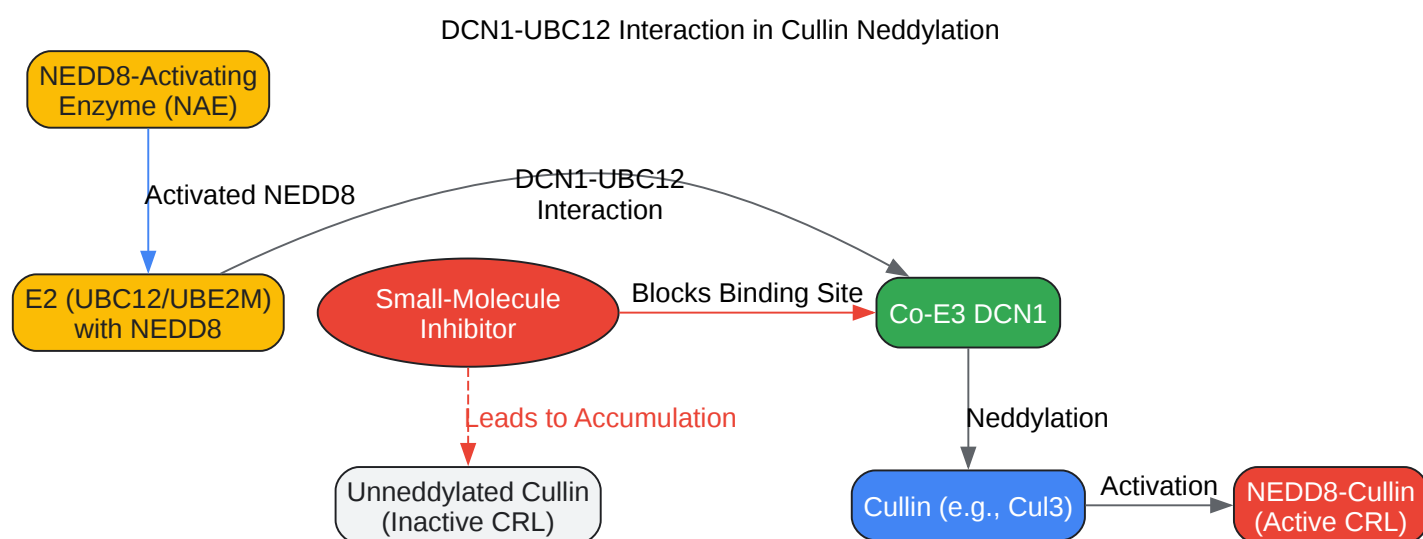 DCN1-UBC12 Interaction in Cullin Neddylation
NEDD8-Activating
Enzyme (NAE)
Activated NEDD8
DCN1-UBC12
Interaction
E2 (UBC12/UBE2M)
with NEDD8
Small-Molecule
Inhibitor
Blocks Binding Site
Co-E3 DCN1
Leads to Accumulation
Neddylation
Unneddylated Cullin
(Inactive CRL)
Cullin (e.g., Cul3)
Activation
NEDD8-Cullin
(Active CRL)